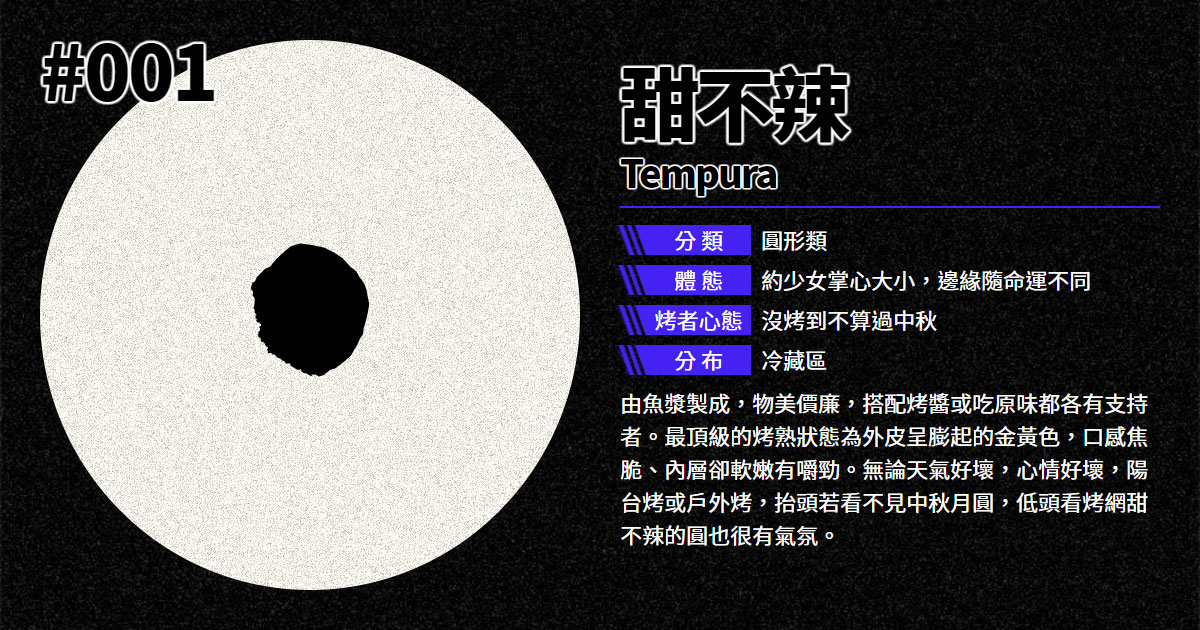 #001
甜不辣
Tempura
分類 圓形類
體態 約少女掌心大小，邊緣隨命運不同
烤者心態 沒烤到不算過中秋
分布 冷藏區
由魚漿製成，物美價廉，搭配烤醬或吃原味都各有支持
者。最頂級的烤熟狀態為外皮呈膨起的金黃色，口感焦
脆、內層卻軟嫩有嚼勁。無論天氣好壞，心情好壞，陽
台烤或戶外烤，抬頭若看不見中秋月圓，低頭看烤網甜
不辣的圓也很有氣氛。